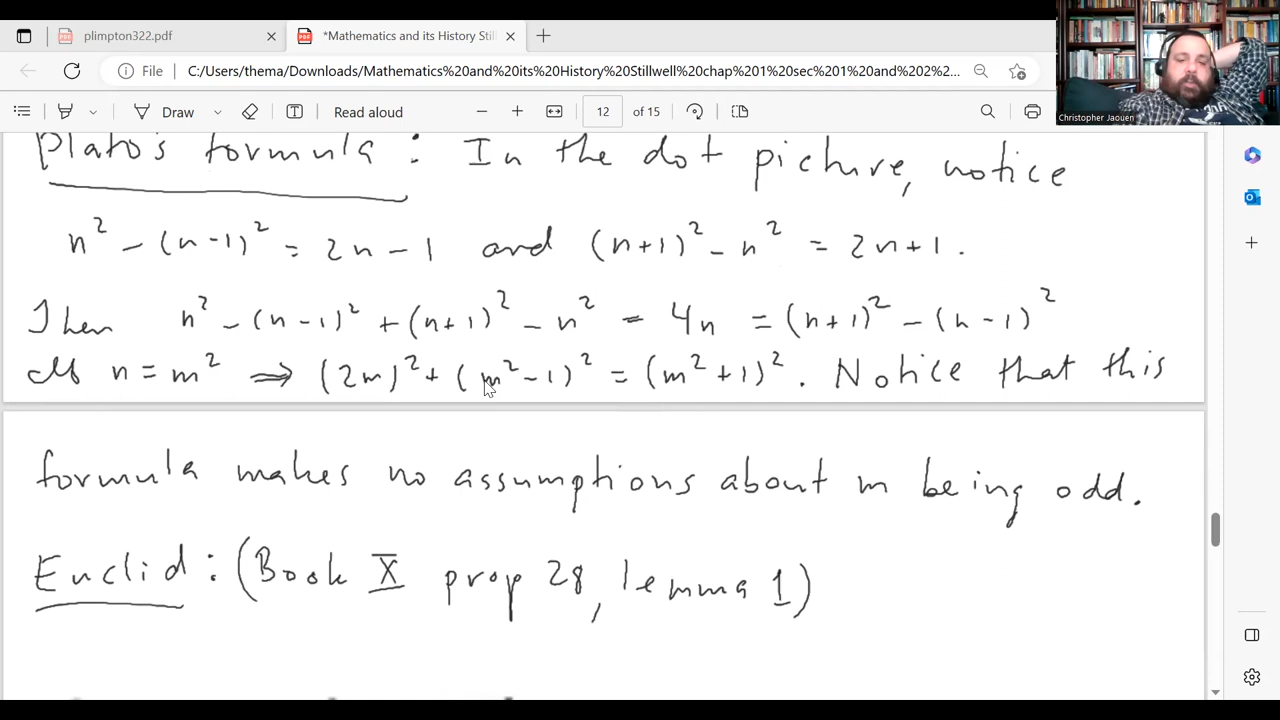 plimpton322.pdf
*Mathematics and its History Still
File
C:/Users/thema/Downloads/Mathematics%20and%20its%20History%20Stillwell%20chap%201%20sec%201%20and%202%2...
Draw
Read aloud
12
of 15
Christopher Jaouen
Plato's formula : In the dot picture, notice
n² - (n-1)² = 2n - 1 and (n+1)² - n² = 2n+1.
Then n² - (n-1)² + (n+1)² - n² = 4n = (n+1)² - (n-1)²
If n = m² ⇒ (2m)² + (m²-1)² = (m²+1)². Notice that this
formula makes no assumptions about m being odd.
Euclid : (Book X prop 28, lemma 1)